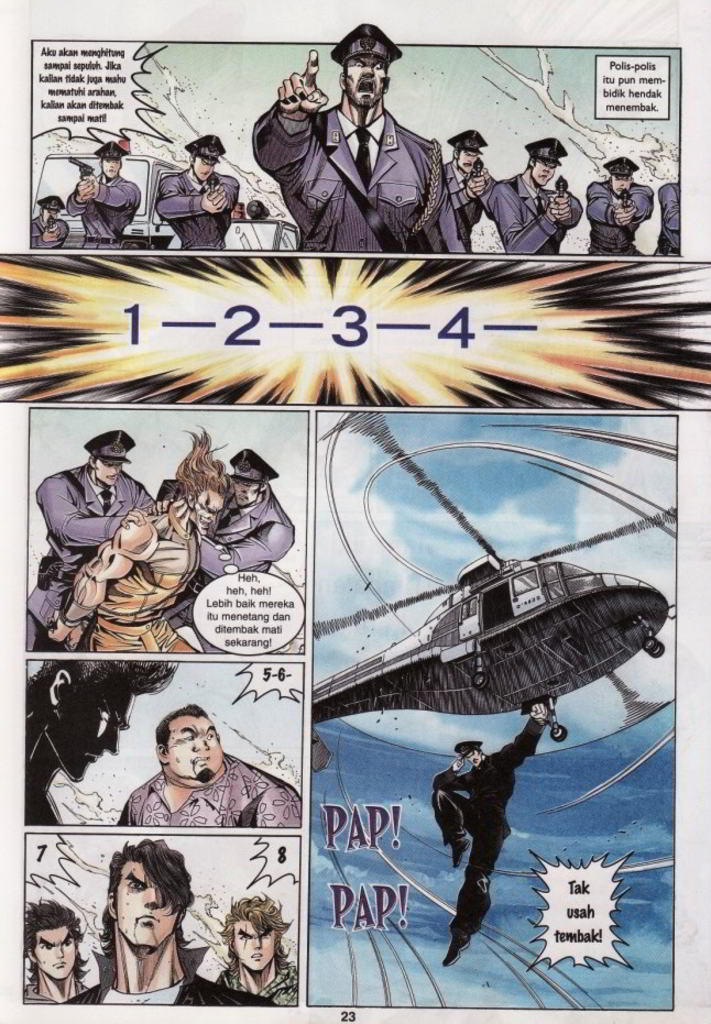 Aku akan menghitung
sampai sepuluh. Jika
kalian tidak juga mahu
mematuhi arahan,
kalian akan ditembak
sampai mati!
Polis-polis
itu pun mem-
bidik hendak
menembak.
1—2—3—4—
Heh,
heh, heh!
Lebih baik mereka
menetang dan
ditembak mati
sekarang!
5-6-
7
8
PAP!
PAP!
Tak
usah
tembak!
23